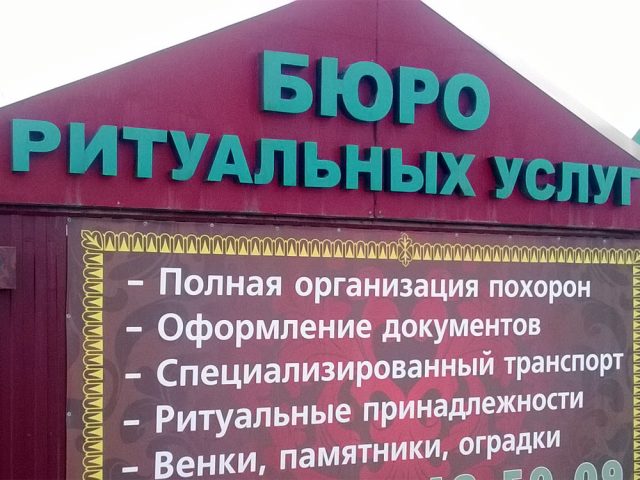 БЮРО
РИТУАЛЬНЫХ УСЛУГ
- Полная организация похорон
- Оформление документов
- Специализированный транспорт
- Ритуальные принадлежности
- Венки, памятники, оградки